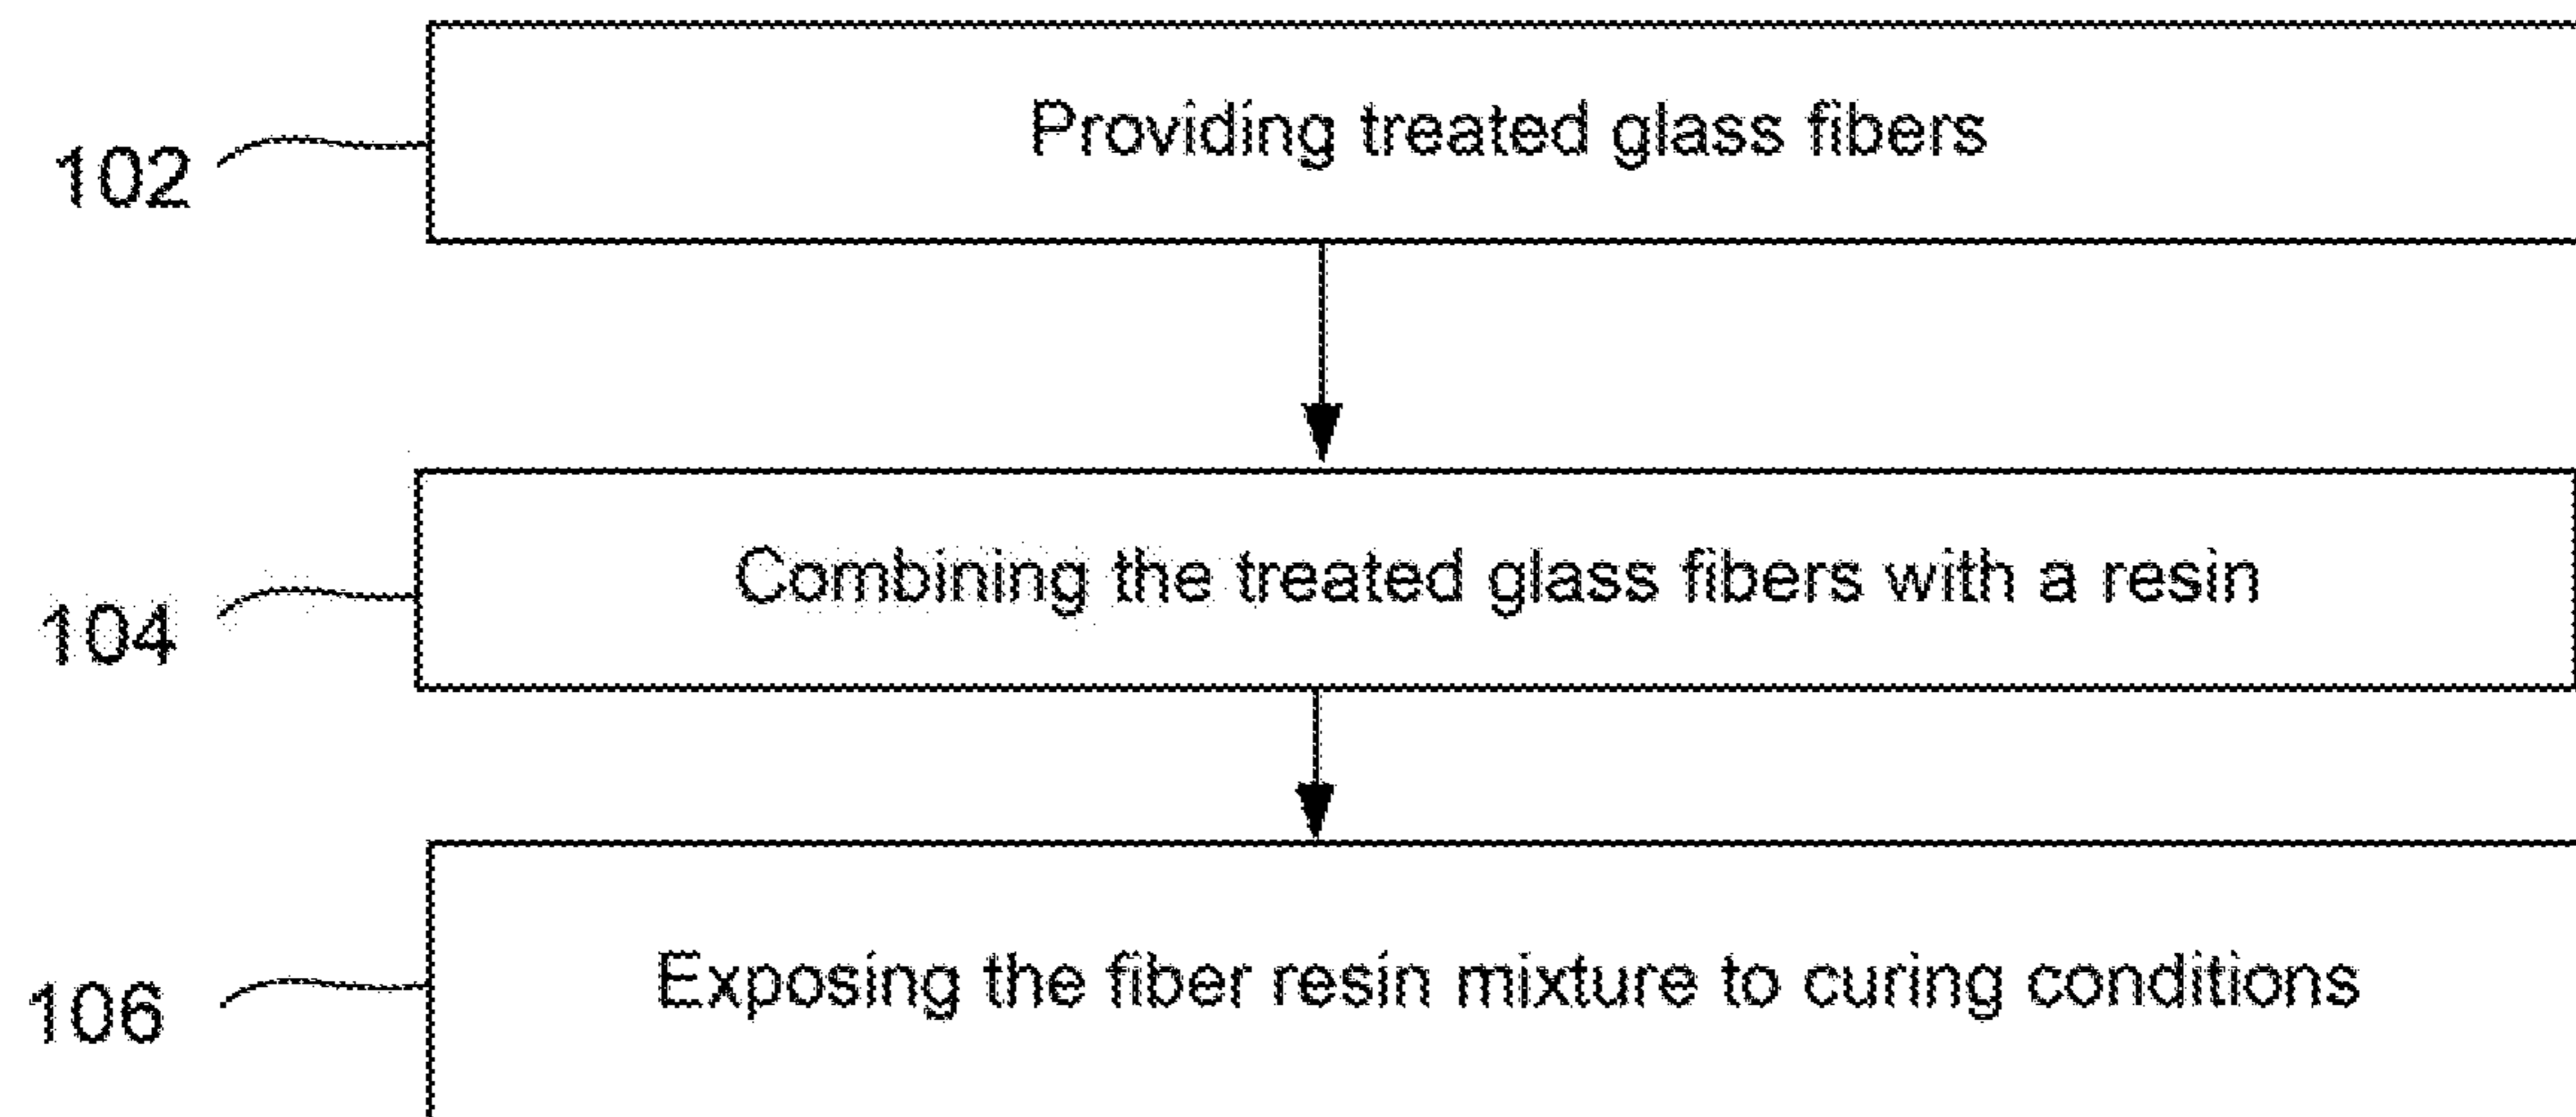 Providing treated glass fibers
102
Combining the treated glass fibers with a resin
104
Exposing the fiber resin mixture to curing conditions
106